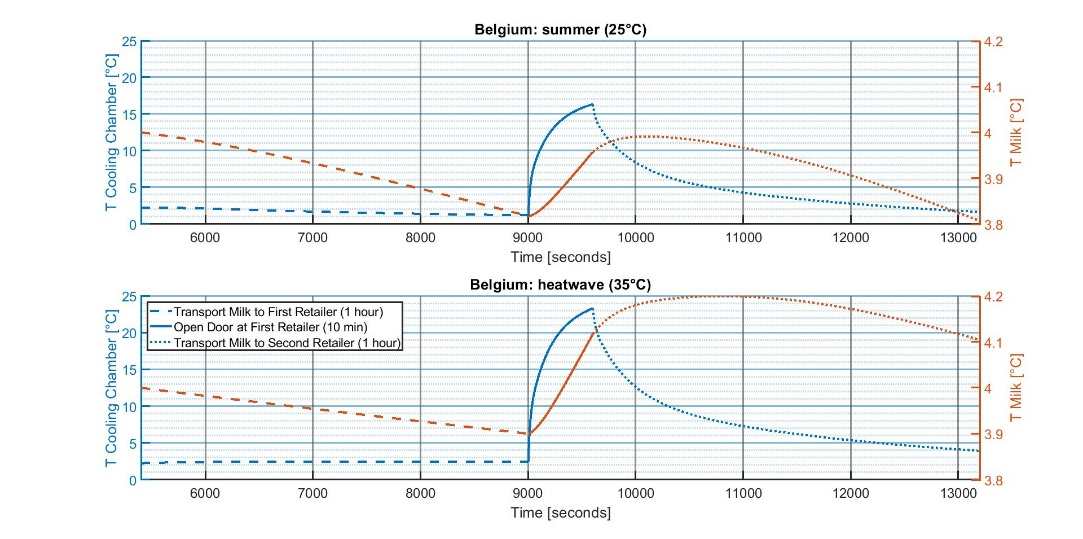 Belgium: summer (25°C)
T Cooling Chamber [°C]
25
20
15
10
5
0
4.2
4.1
4
3.9
3.8
T Milk [°C]
6000 7000 8000 9000 10000 11000 12000 13000
Time [seconds]
Belgium: heatwave (35°C)
T Cooling Chamber [°C]
25
20
15
10
5
0
Transport Milk to First Retailer (1 hour)
Open Door at First Retailer (10 min)
Transport Milk to Second Retailer (1 hour)
4.2
4.1
4
3.9
3.8
T Milk [°C]
6000 7000 8000 9000 10000 11000 12000 13000
Time [seconds]